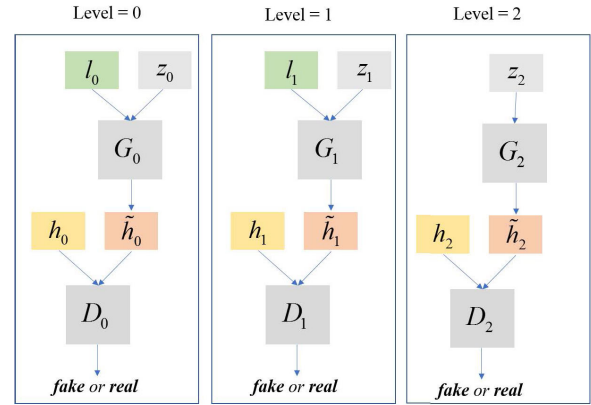 Level = 0
Level = 1
Level = 2
l₀ z₀
l₁ z₁
z₂
G₀
G₁
G₂
h₀ h̃₀
h₁ h̃₁
h₂ h̃₂
D₀
D₁
D₂
fake or real
fake or real
fake or real